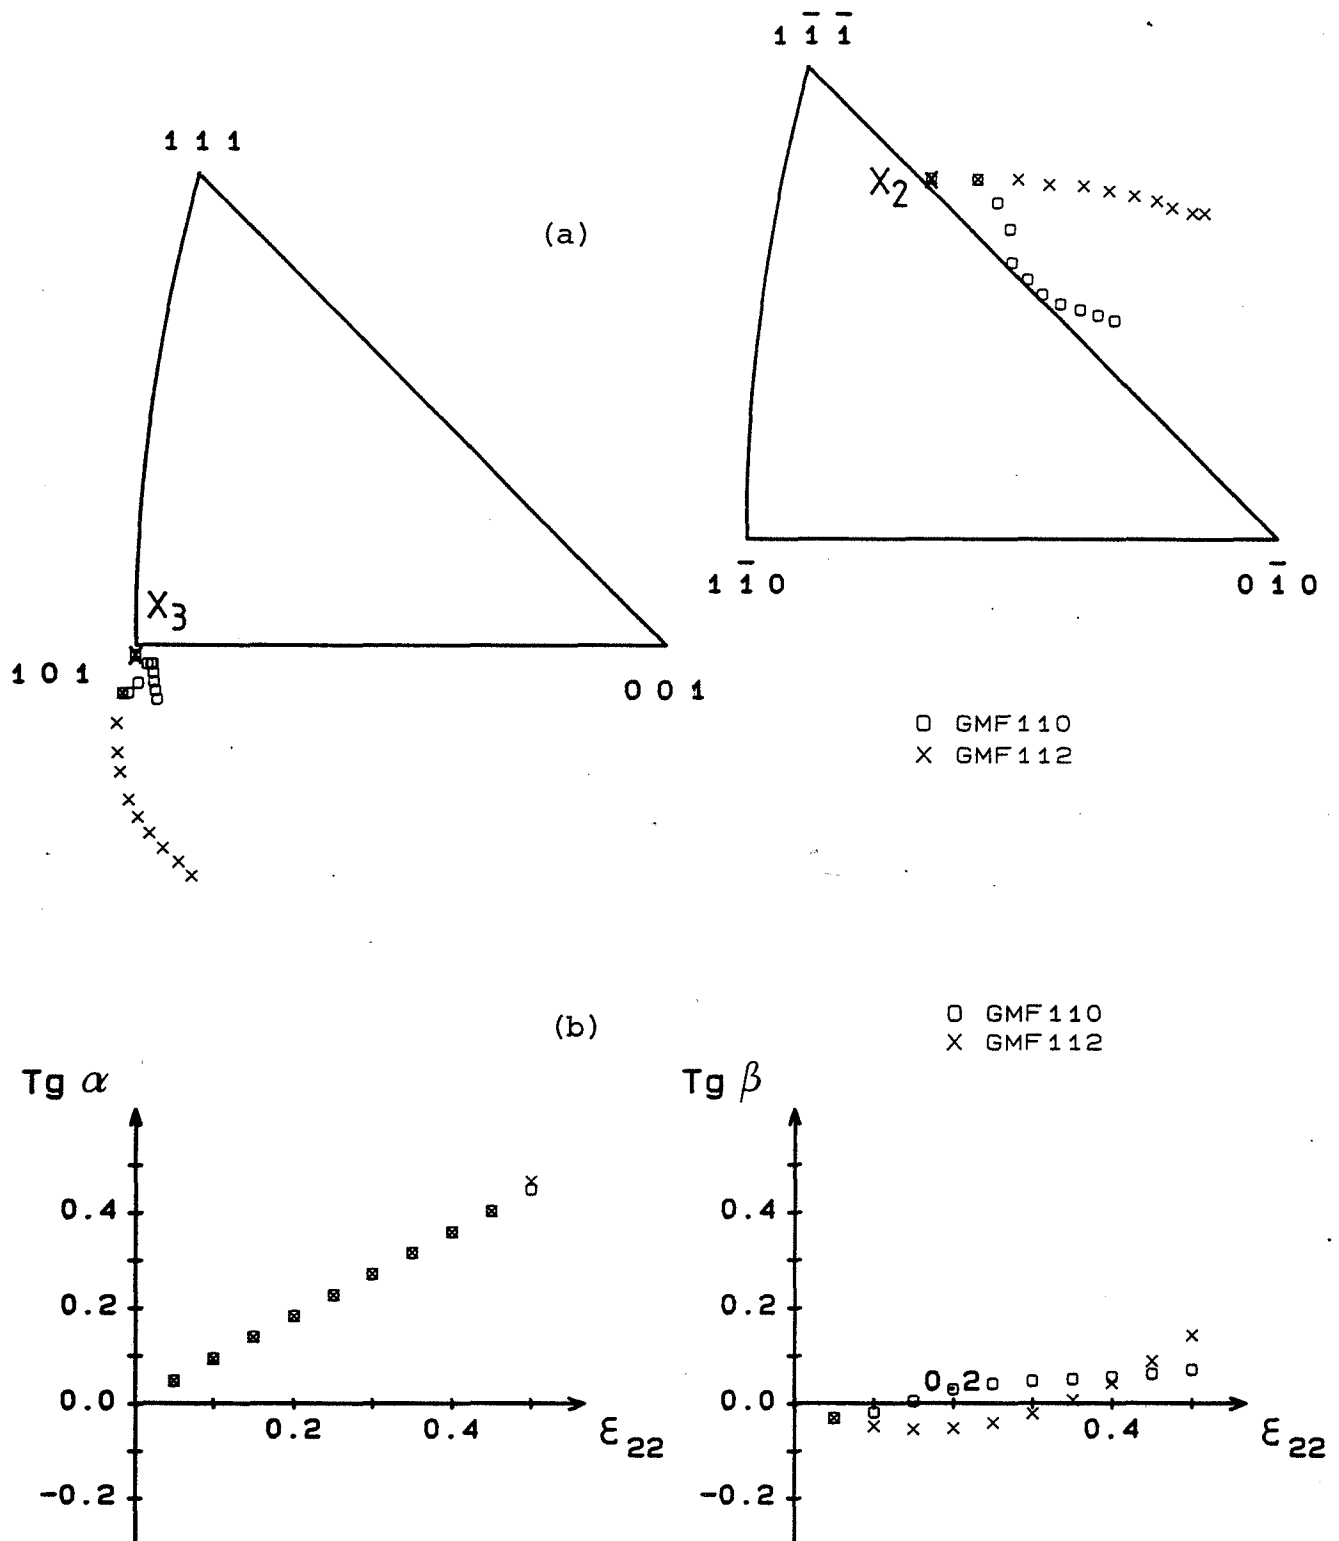 1 1̄ 1̄
1 1 1
X₂
(a)
X₃
1 0 1
0 0 1
1 1̄ 0
0 1̄ 0
□ GMF110
× GMF112
(b)
□ GMF110
× GMF112
Tg α
0.4
0.2
0.0
-0.2
0.2
0.4
ε₂₂
Tg β
0.4
0.2
0.0
-0.2
0.2
0.4
ε₂₂